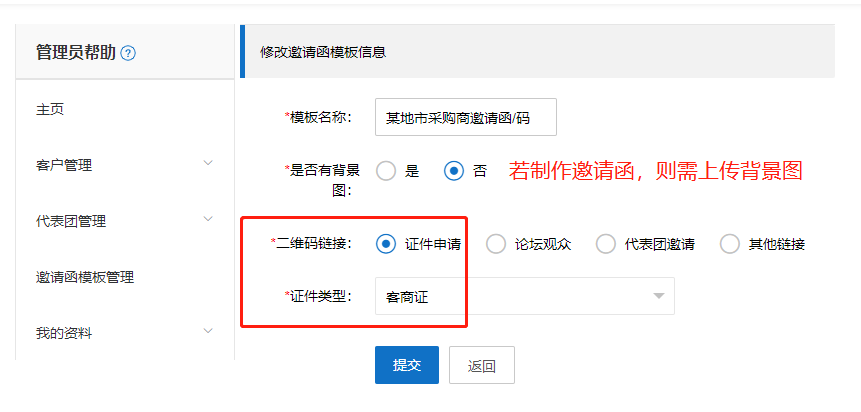 管理员帮助 ?
修改邀请函模板信息
主页
客户管理
代表团管理
邀请函模板管理
我的资料
*模板名称: 某地市采购商邀请函/码
*是否有背景图: 是 否 若制作邀请函，则需上传背景图
*二维码链接: 证件申请 论坛观众 代表团邀请 其他链接
*证件类型: 客商证
提交 返回